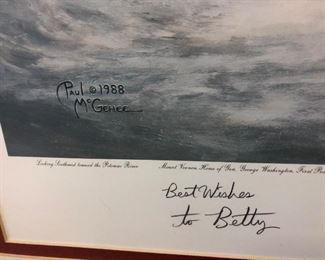 Paul © 1988
McGehee
Looking Southwest toward the Potomac River
Mount Vernon Home of Gen. George Washington, First
Best Wishes
to Betty